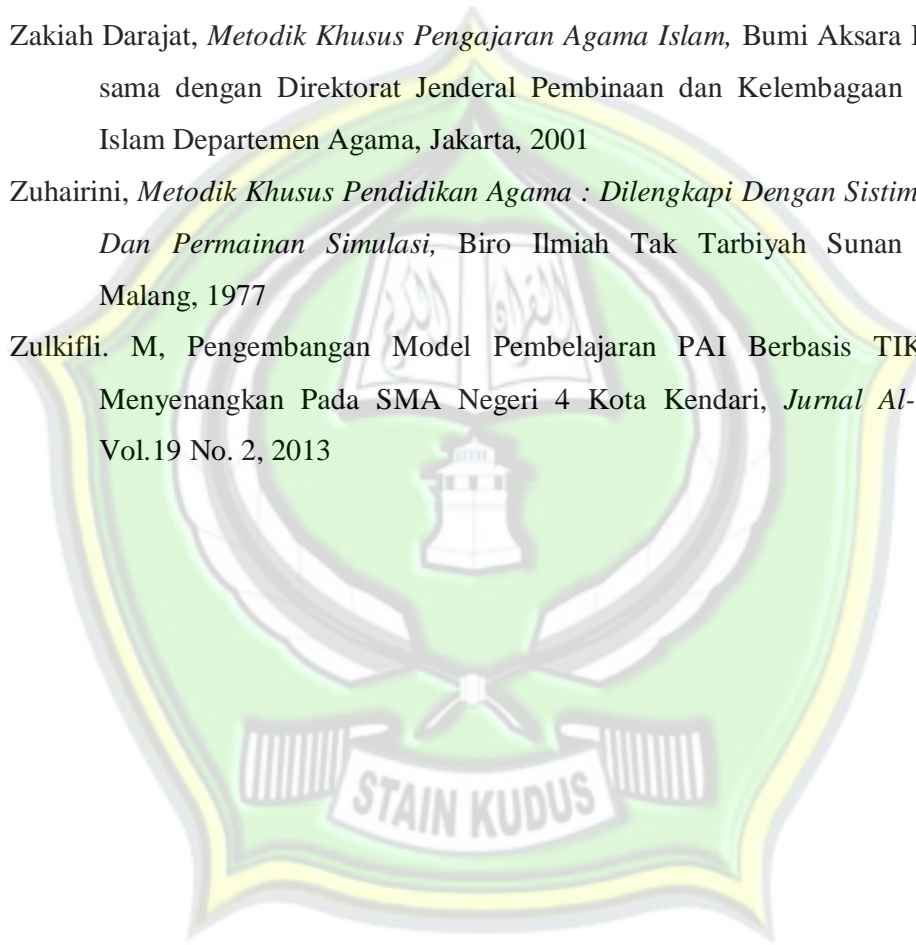 Zakiah Darajat, Metodik Khusus Pengajaran Agama Islam, Bumi Aksara
sama dengan Direktorat Jenderal Pembinaan dan Kelembagaan
Islam Departemen Agama, Jakarta, 2001
Zuhairini, Metodik Khusus Pendidikan Agama : Dilengkapi Dengan Sistim
Dan Permainan Simulasi, Biro Ilmiah Tak Tarbiyah Sunan
Malang, 1977
Zulkifli. M, Pengembangan Model Pembelajaran PAI Berbasis TIK
Menyenangkan Pada SMA Negeri 4 Kota Kendari, Jurnal Al-
Vol.19 No. 2, 2013
STAIN KUDUS